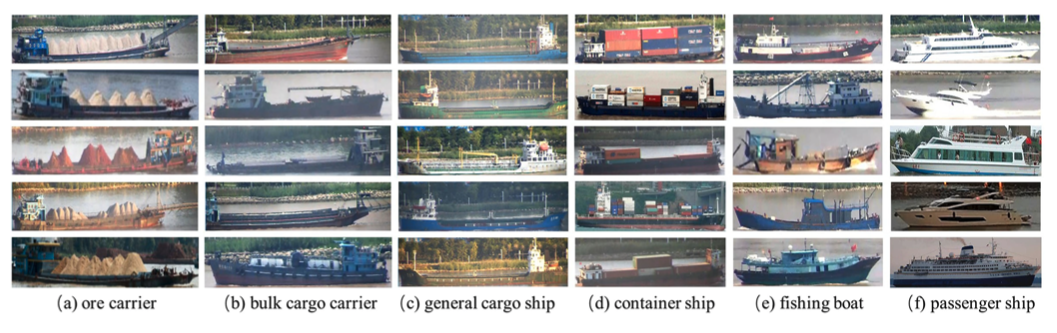 (a) ore carrier
(b) bulk cargo carrier
(c) general cargo ship
(d) container ship
(e) fishing boat
(f) passenger ship